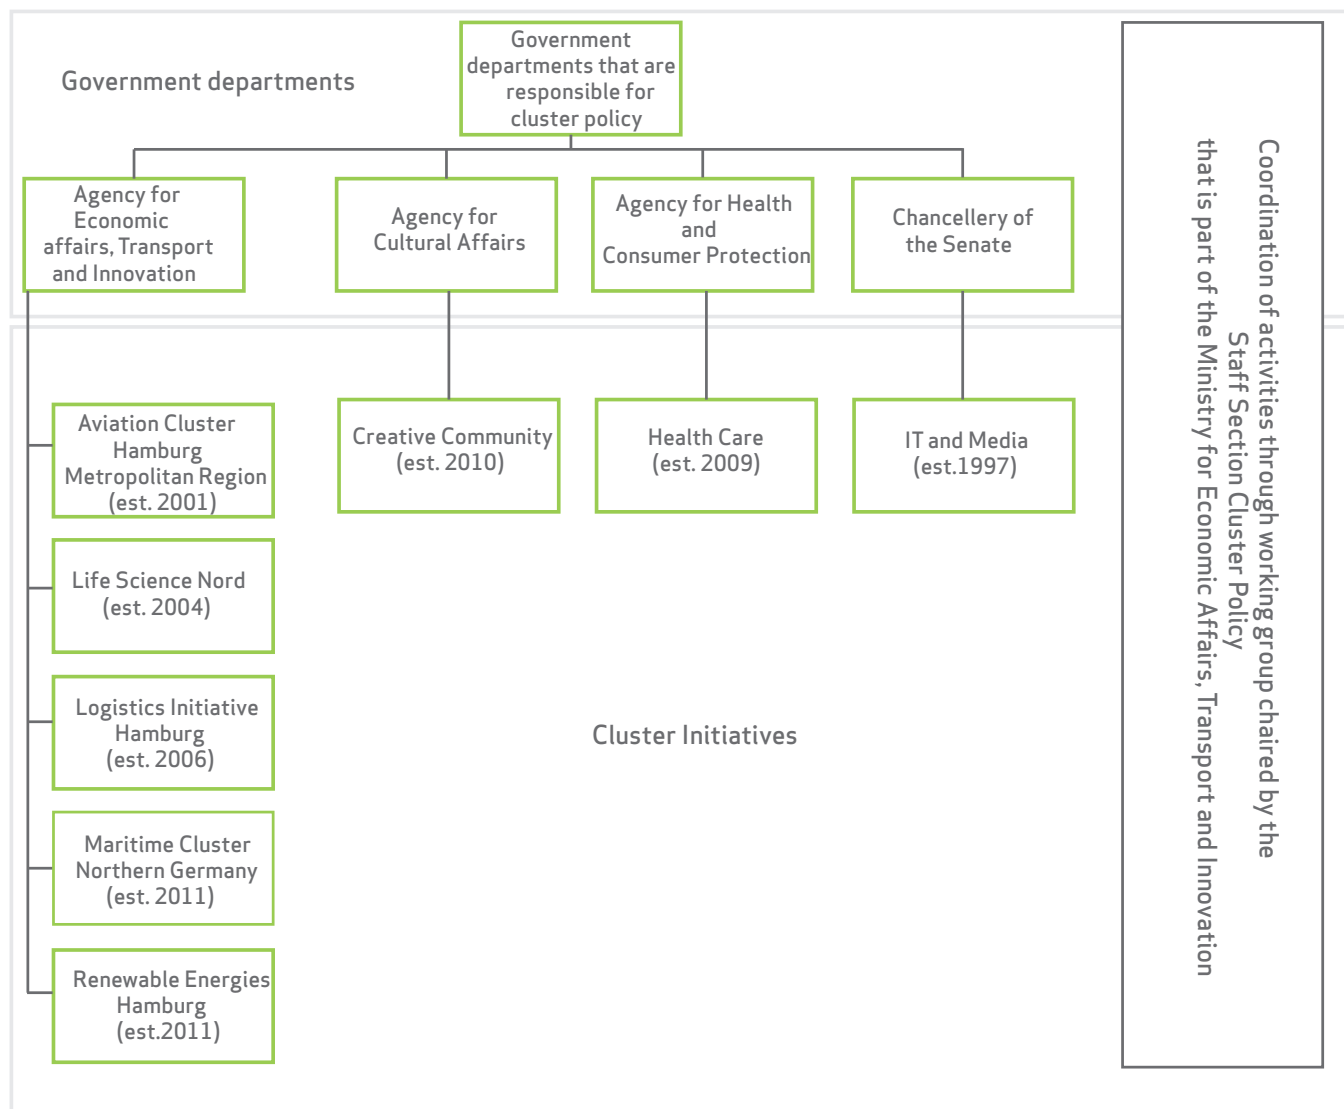 Government departments
Government
departments that are
responsible for
cluster policy
Agency for
Economic
affairs, Transport
and Innovation
Agency for
Cultural Affairs
Agency for Health
and
Consumer Protection
Chancellery of
the Senate
Aviation Cluster
Hamburg
Metropolitan Region
(est. 2001)
Creative Community
(est. 2010)
Health Care
(est. 2009)
IT and Media
(est.1997)
Life Science Nord
(est. 2004)
Logistics Initiative
Hamburg
(est. 2006)
Cluster Initiatives
Maritime Cluster
Northern Germany
(est. 2011)
Renewable Energies
Hamburg
(est.2011)
Coordination of activities through working group chaired by the
Staff Section Cluster Policy
that is part of the Ministry for Economic Affairs, Transport and Innovation